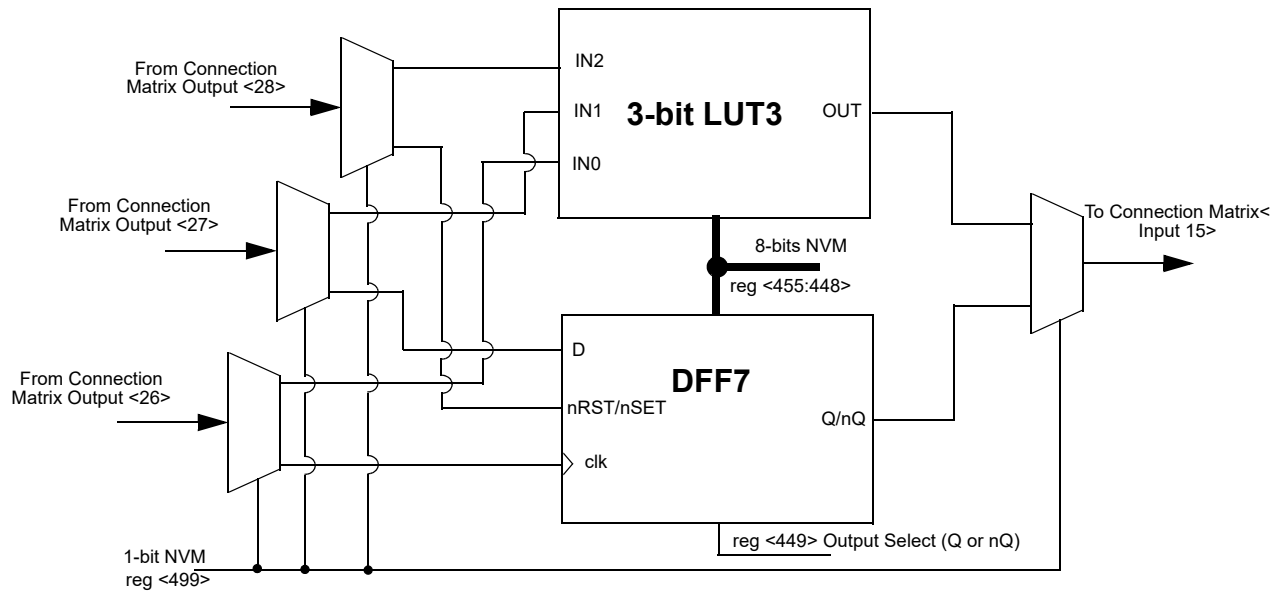 From Connection
Matrix Output <28>
IN2
IN1
IN0
3-bit LUT3
OUT
From Connection
Matrix Output <27>
To Connection Matrix<
Input 15>
8-bits NVM
reg <455:448>
D
DFF7
nRST/nSET
Q/nQ
clk
From Connection
Matrix Output <26>
reg <449> Output Select (Q or nQ)
1-bit NVM
reg <499>